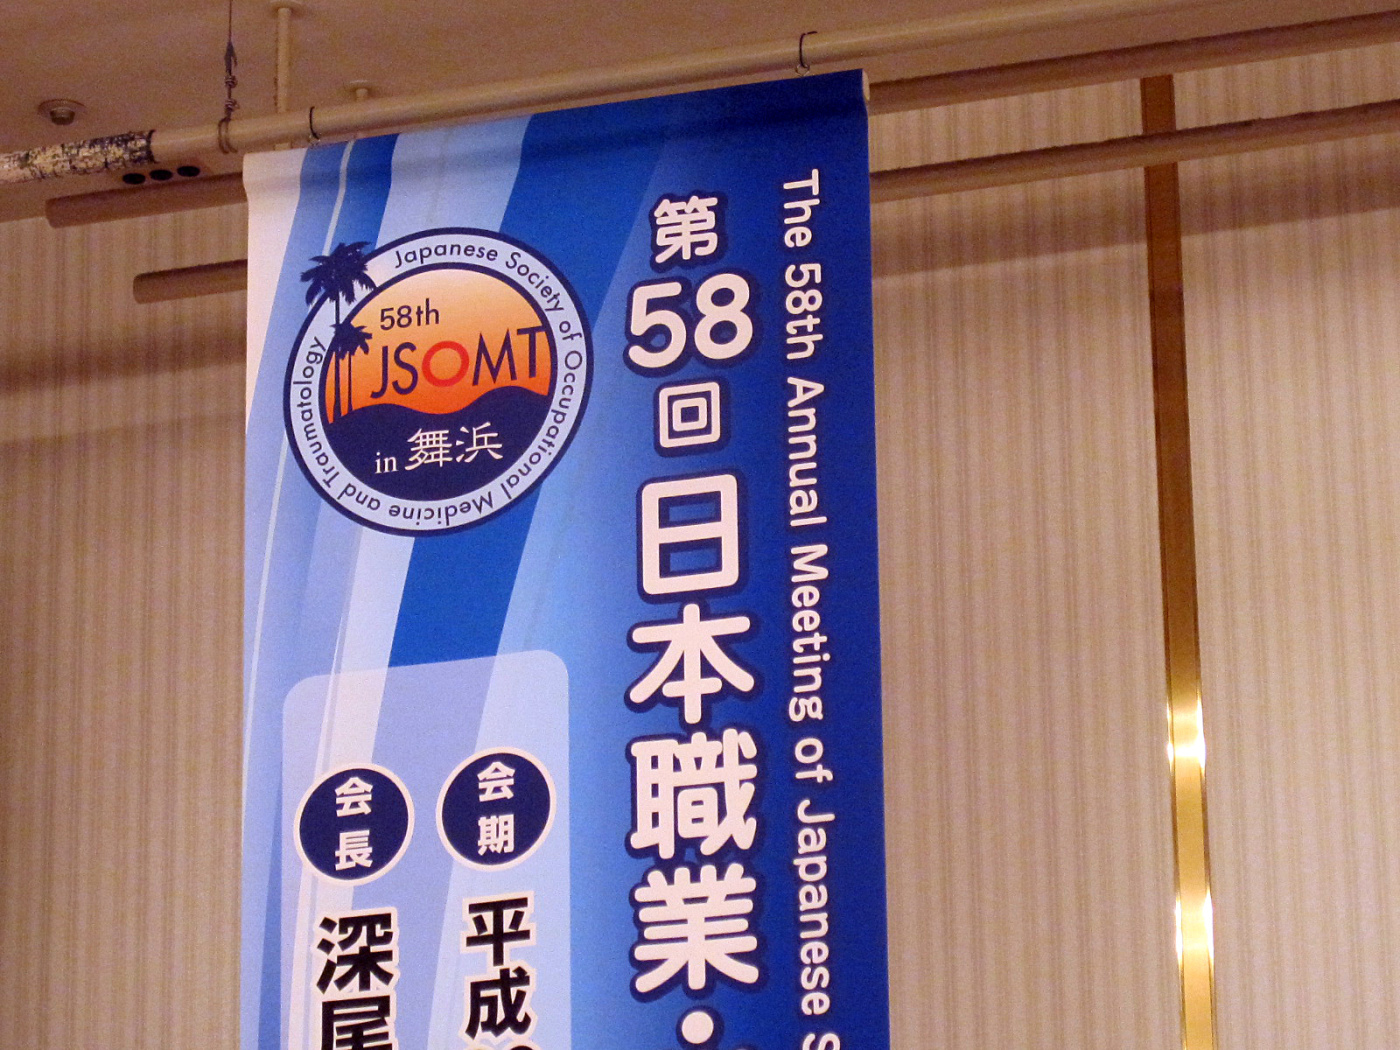 The 58th Annual Meeting of Japanese
第58回日本職業・
会期
平成
会長
深尾
Japanese Society of Occupational Medicine and Traumatology
58th
JSOMT
in 舞浜